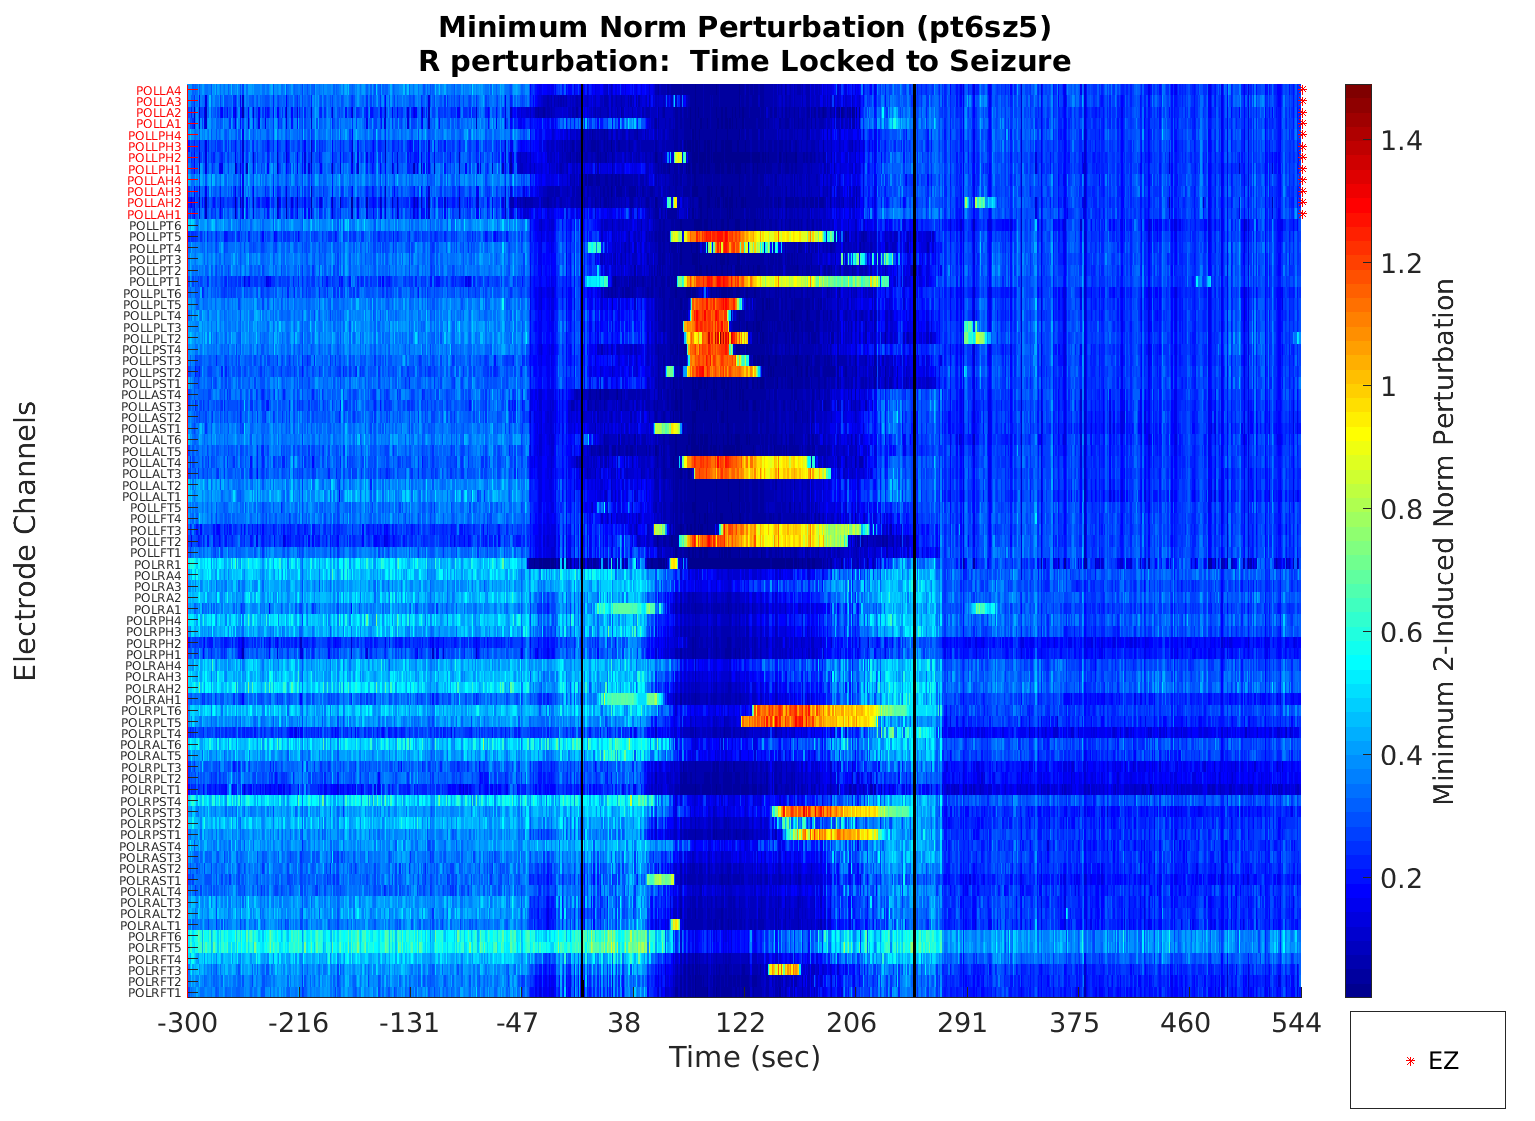 Minimum Norm Perturbation (pt6sz5)
R perturbation:  Time Locked to Seizure
Electrode Channels
POLLA4
POLLA3
POLLA2
POLLA1
POLLPH4
POLLPH3
POLLPH2
POLLPH1
POLLAH4
POLLAH3
POLLAH2
POLLAH1
POLLPT6
POLLPT5
POLLPT4
POLLPT3
POLLPT2
POLLPT1
POLLPLT6
POLLPLT5
POLLPLT4
POLLPLT3
POLLPLT2
POLLPST4
POLLPST3
POLLPST2
POLLPST1
POLLAST4
POLLAST3
POLLAST2
POLLAST1
POLLALT6
POLLALT5
POLLALT4
POLLALT3
POLLALT2
POLLALT1
POLLFT5
POLLFT4
POLLFT3
POLLFT2
POLLFT1
POLRR1
POLRA4
POLRA3
POLRA2
POLRA1
POLRPH4
POLRPH3
POLRPH2
POLRPH1
POLRAH4
POLRAH3
POLRAH2
POLRAH1
POLRPLT6
POLRPLT5
POLRPLT4
POLRALT6
POLRALT5
POLRPLT3
POLRPLT2
POLRPLT1
POLRPST4
POLRPST3
POLRPST2
POLRPST1
POLRAST4
POLRAST3
POLRAST2
POLRAST1
POLRALT4
POLRALT3
POLRALT2
POLRALT1
POLRFT6
POLRFT5
POLRFT4
POLRFT3
POLRFT2
POLRFT1
-300 -216 -131 -47 38 122 206 291 375 460 544
Time (sec)
1.4
1.2
1
0.8
0.6
0.4
0.2
Minimum 2-Induced Norm Perturbation
EZ